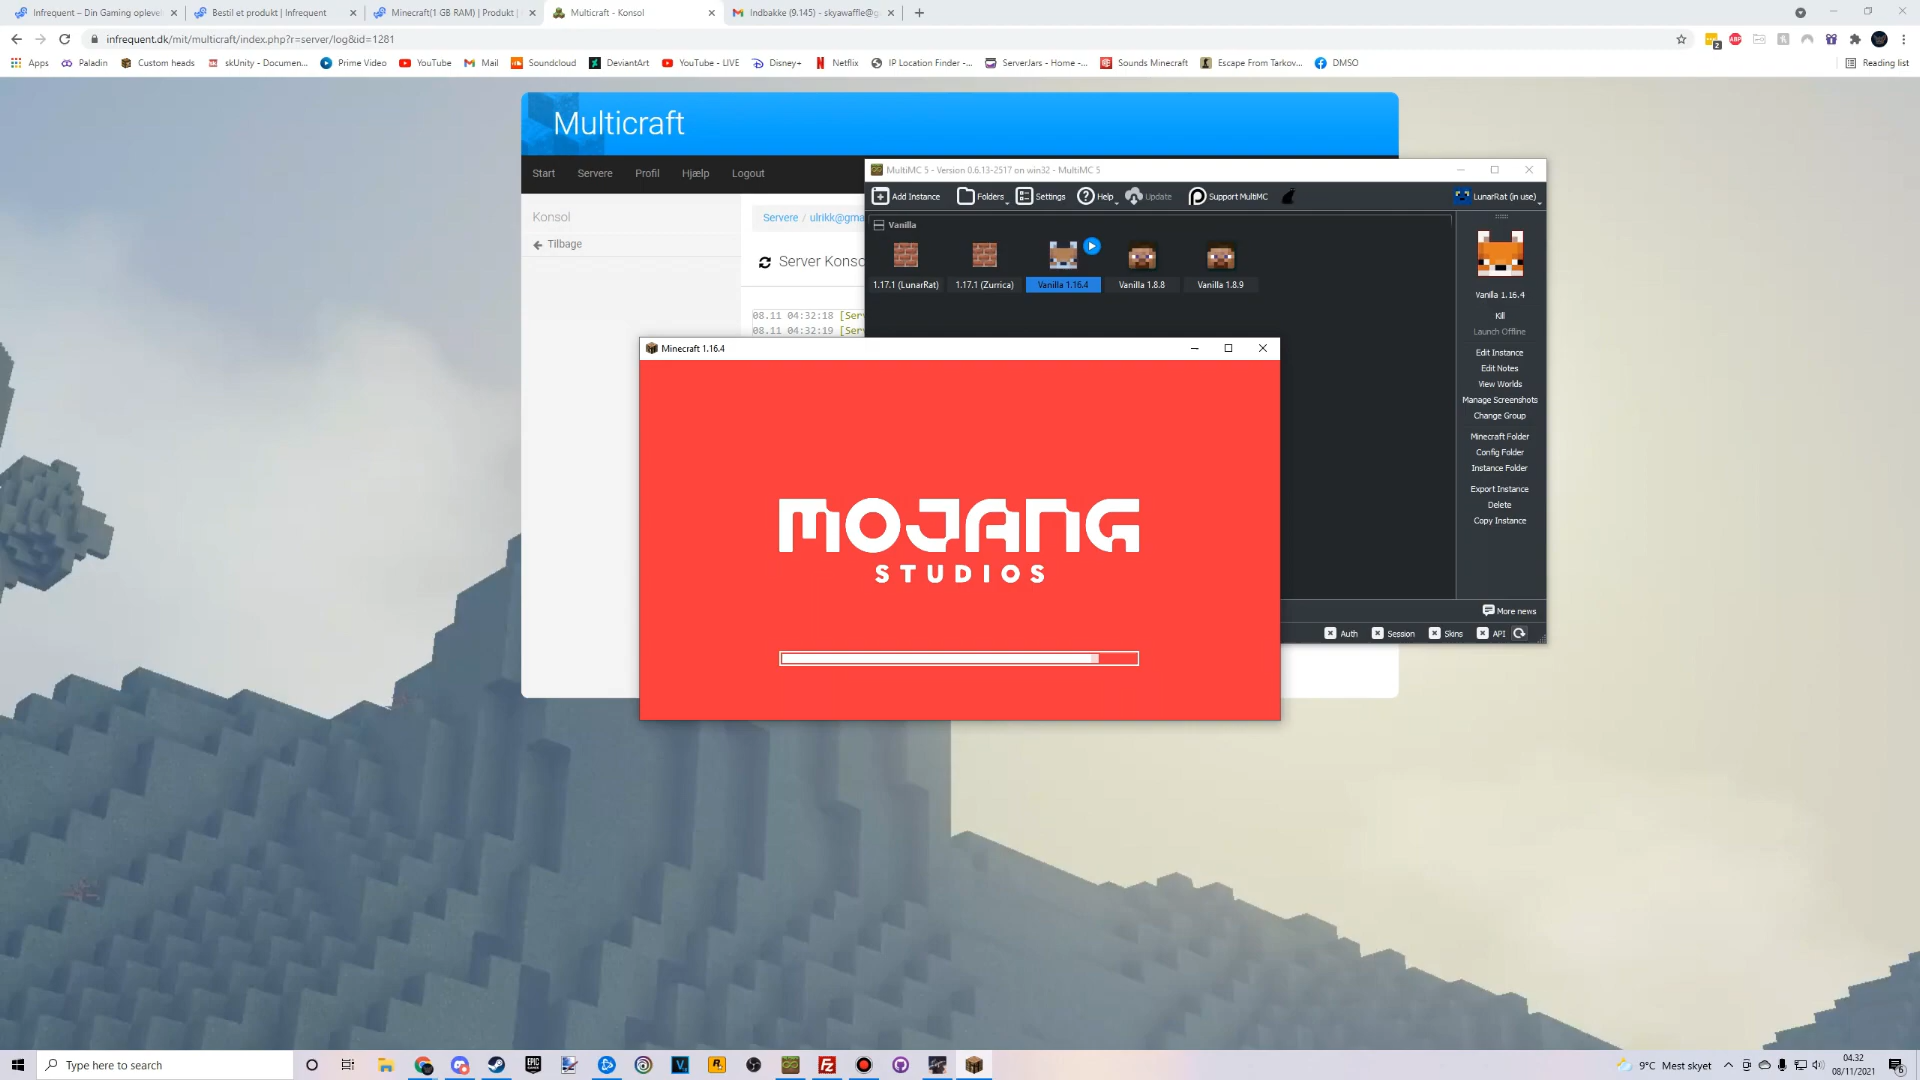 Infrequent – Din Gaming oplevel
Bestil et produkt | Infrequent
Minecraft(1 GB RAM) | Produkt |
Multicraft - Konsol
Indbakke (9.145) - skyawaffle@g
infrequent.dk/mit/multicraft/index.php?r=server/log&id=1281
Apps
Paladin
Custom heads
skUnity - Documen...
Prime Video
YouTube
Mail
Soundcloud
DeviantArt
YouTube - LIVE
Disney+
Netflix
IP Location Finder -...
ServerJars - Home -...
Sounds Minecraft
Escape From Tarkov...
DMSO
Reading list
Multicraft
Start
Servere
Profil
Hjælp
Logout
Konsol
Tilbage
Servere / ulrikk@gma
Server Konso
08.11 04:32:18 [Serv
08.11 04:32:19 [Ser
MultiMC 5 - Version 0.6.13-2517 on win32 - MultiMC 5
Add Instance
Folders
Settings
Help
Update
Support MultiMC
LunarRat (in use)
Vanilla
1.17.1 (LunarRat)
1.17.1 (Zurrica)
Vanilla 1.16.4
Vanilla 1.8.8
Vanilla 1.8.9
Vanilla 1.16.4
Kill
Launch Offline
Edit Instance
Edit Notes
View Worlds
Manage Screenshots
Change Group
Minecraft Folder
Config Folder
Instance Folder
Export Instance
Delete
Copy Instance
More news
Auth
Session
Skins
API
Minecraft 1.16.4
MOJANG
STUDIOS
Type here to search
9°C Mest skyet
04.32
08/11/2021